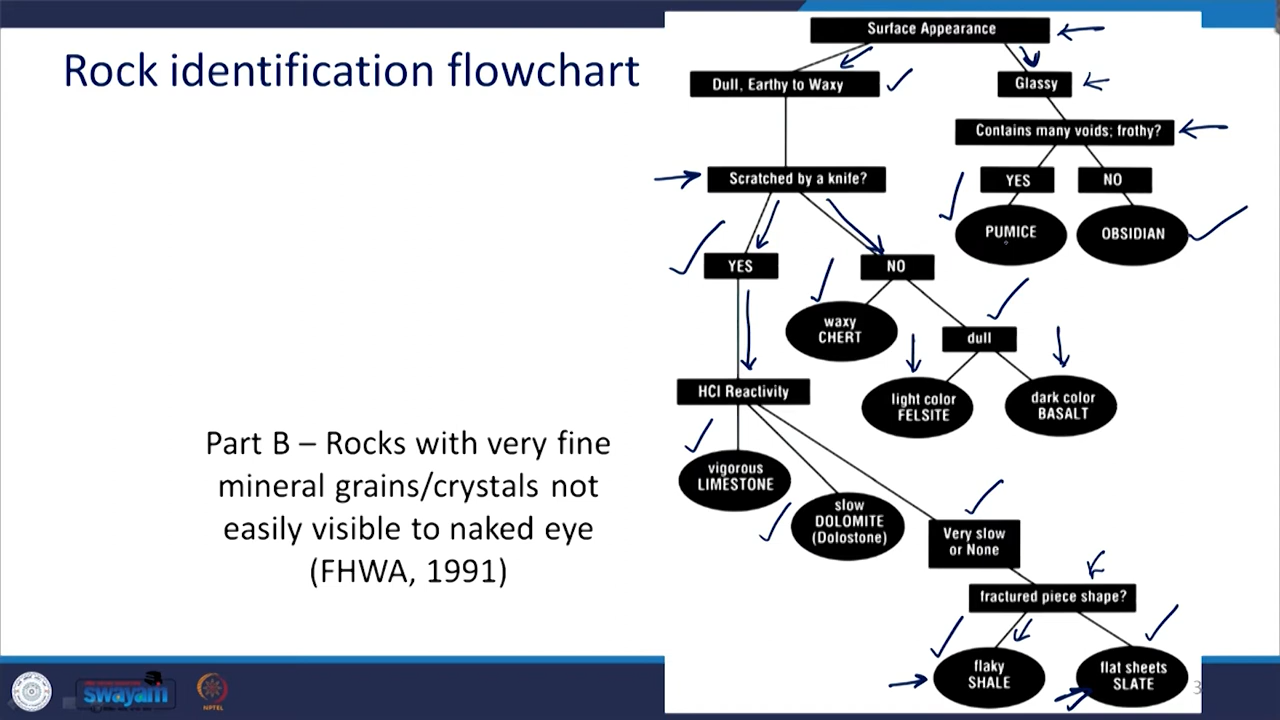 Rock identification flowchart
Surface Appearance
Dull, Earthy to Waxy
Glassy
Contains many voids; frothy?
Scratched by a knife?
YES
NO
PUMICE
OBSIDIAN
YES
NO
waxy
CHERT
dull
HCl Reactivity
light color
FELSITE
dark color
BASALT
vigorous
LIMESTONE
slow
DOLOMITE
(Dolostone)
Very slow
or None
fractured piece shape?
flaky
SHALE
flat sheets
SLATE
Part B – Rocks with very fine
mineral grains/crystals not
easily visible to naked eye
(FHWA, 1991)
swayam
NPTEL
3